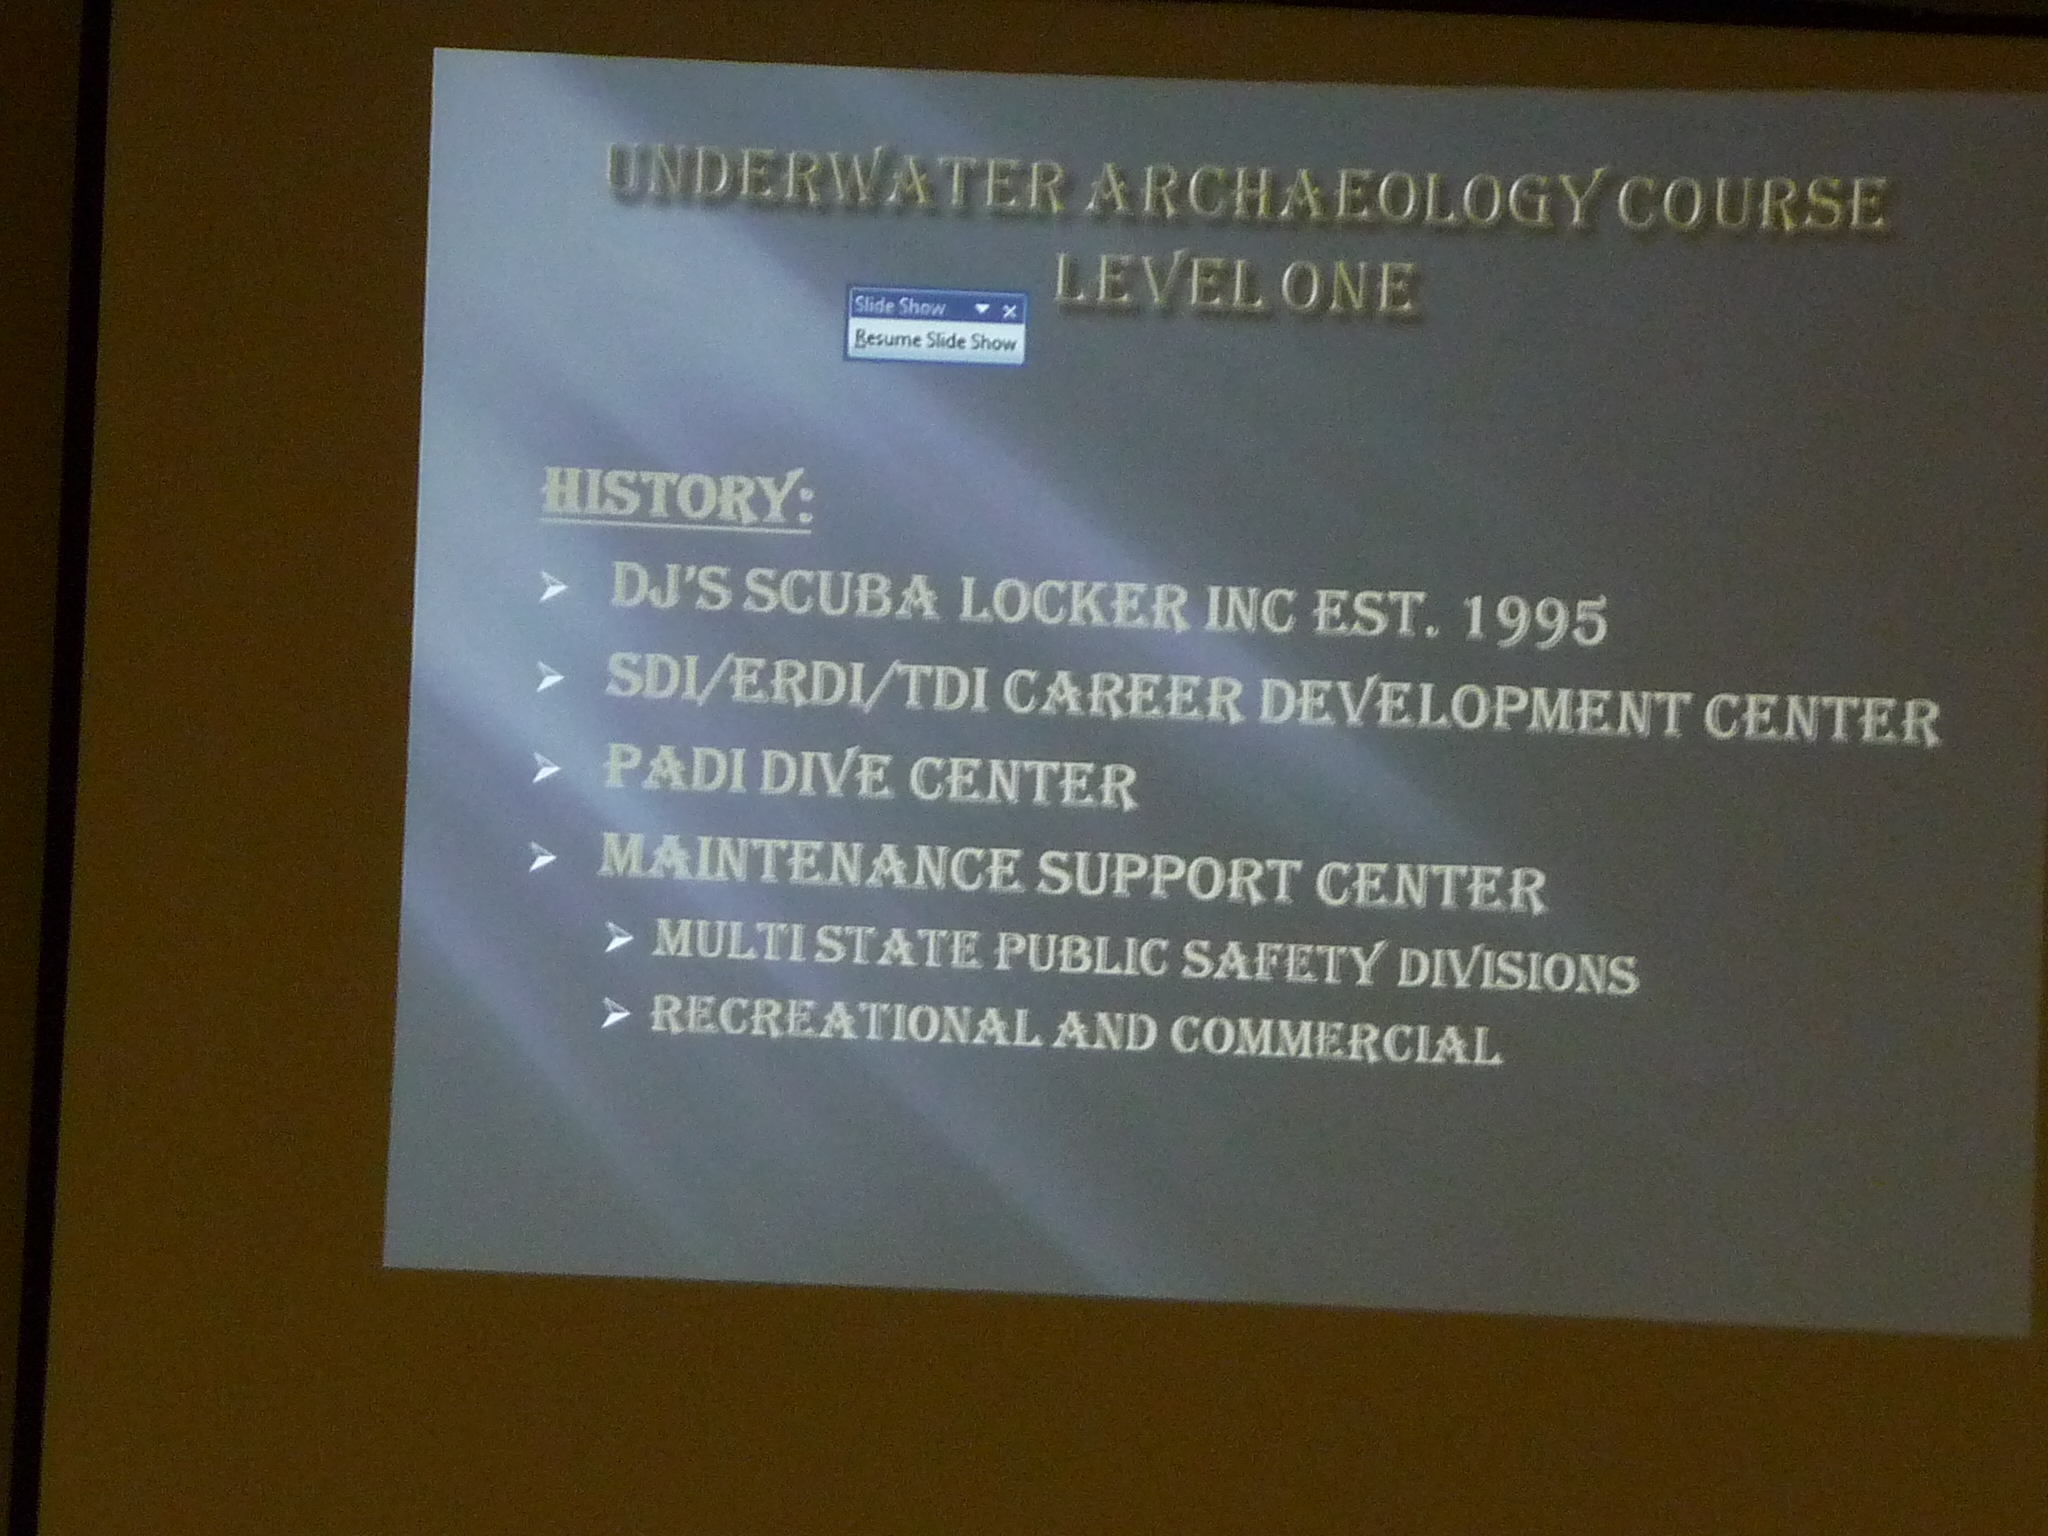 UNDERWATER ARCHAEOLOGY COURSE
LEVEL ONE
Slide Show
Resume Slide Show
HISTORY:
DJ'S SCUBA LOCKER INC EST. 1995
SDI/ERDI/TDI CAREER DEVELOPMENT CENTER
PADI DIVE CENTER
MAINTENANCE SUPPORT CENTER
MULTI STATE PUBLIC SAFETY DIVISIONS
RECREATIONAL AND COMMERCIAL